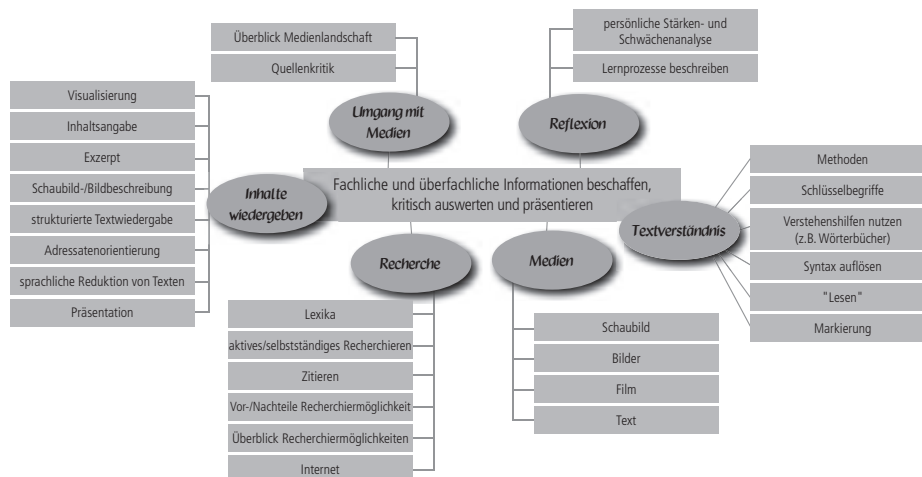 Überblick Medienlandschaft
Quellenkritik
Umgang mit
Medien
persönliche Stärken- und
Schwächenanalyse
Lernprozesse beschreiben
Reflexion
Visualisierung
Inhaltsangabe
Exzerpt
Schaubild-/Bildbeschreibung
strukturierte Textwiedergabe
Adressatenorientierung
sprachliche Reduktion von Texten
Präsentation
Inhalte
wiedergeben
Fachliche und überfachliche Informationen beschaffen,
kritisch auswerten und präsentieren
Textverständnis
Methoden
Schlüsselbegriffe
Verstehenshilfen nutzen
(z.B. Wörterbücher)
Syntax auflösen
"Lesen"
Markierung
Recherche
Lexika
aktives/selbstständiges Recherchieren
Zitieren
Vor-/Nachteile Recherchiermöglichkeit
Überblick Recherchiermöglichkeiten
Internet
Medien
Schaubild
Bilder
Film
Text